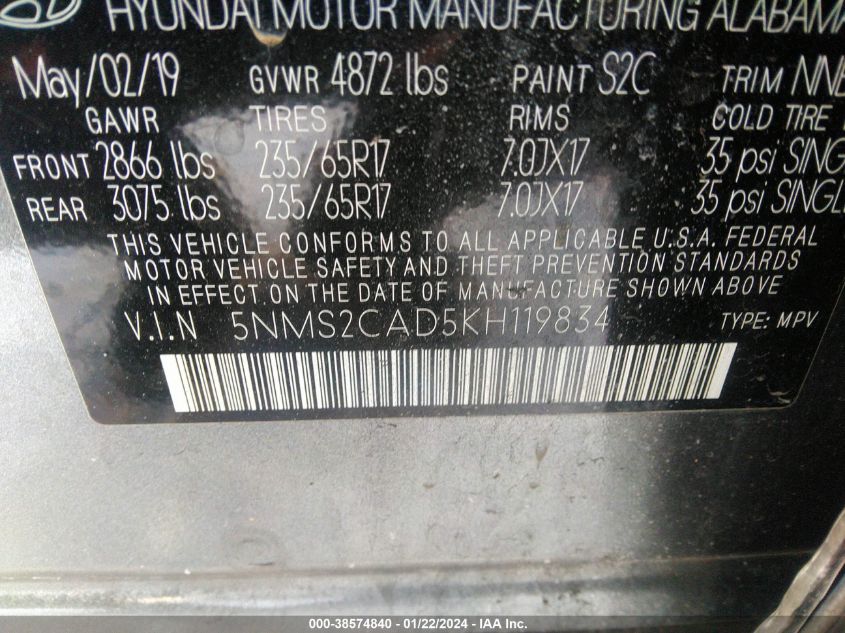 HYUNDAI MOTOR MANUFACTURING ALABAMA
May/02/19 GVWR 4872 lbs PAINT S2C TRIM NNB
GAWR TIRES RIMS COLD TIRE
FRONT 2866 lbs 235/65R17 7.0JX17 35 psi SING
REAR 3075 lbs 235/65R17 7.0JX17 35 psi SINGL
THIS VEHICLE CONFORMS TO ALL APPLICABLE U.S.A. FEDERAL
MOTOR VEHICLE SAFETY AND THEFT PREVENTION STANDARDS
IN EFFECT ON THE DATE OF MANUFACTURE SHOWN ABOVE
V.I.N 5NMS2CAD5KH119834 TYPE: MPV
000-38574840 - 01/22/2024 - IAA Inc.